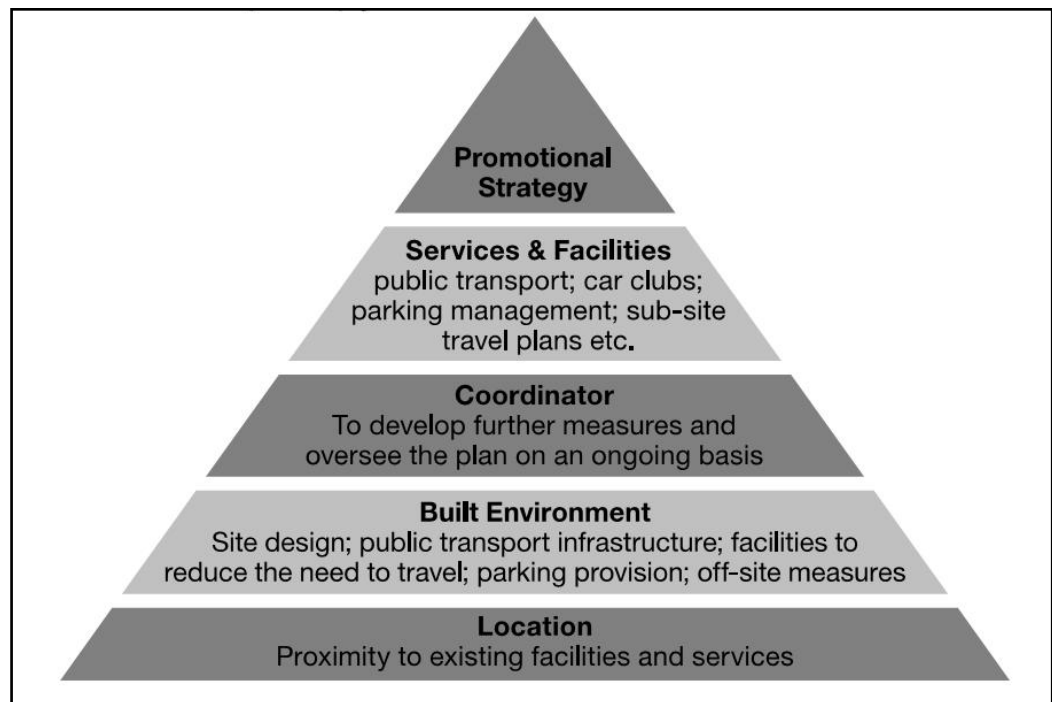 Promotional
Strategy
Services & Facilities
public transport; car clubs;
parking management; sub-site
travel plans etc.
Coordinator
To develop further measures and
oversee the plan on an ongoing basis
Built Environment
Site design; public transport infrastructure; facilities to
reduce the need to travel; parking provision; off-site measures
Location
Proximity to existing facilities and services